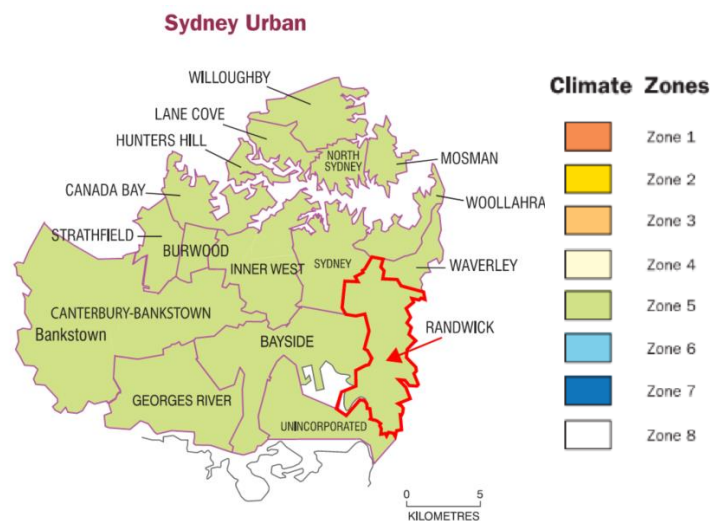 Sydney Urban
WILLOUGHBY
LANE COVE
HUNTERS HILL
NORTH
SYDNEY
MOSMAN
CANADA BAY
WOOLLAHRA
STRATHFIELD
BURWOOD
INNER WEST
SYDNEY
WAVERLEY
CANTERBURY-BANKSTOWN
Bankstown
BAYSIDE
RANDWICK
GEORGES RIVER
UNINCORPORATED
0 5
KILOMETRES
Climate Zones
Zone 1
Zone 2
Zone 3
Zone 4
Zone 5
Zone 6
Zone 7
Zone 8